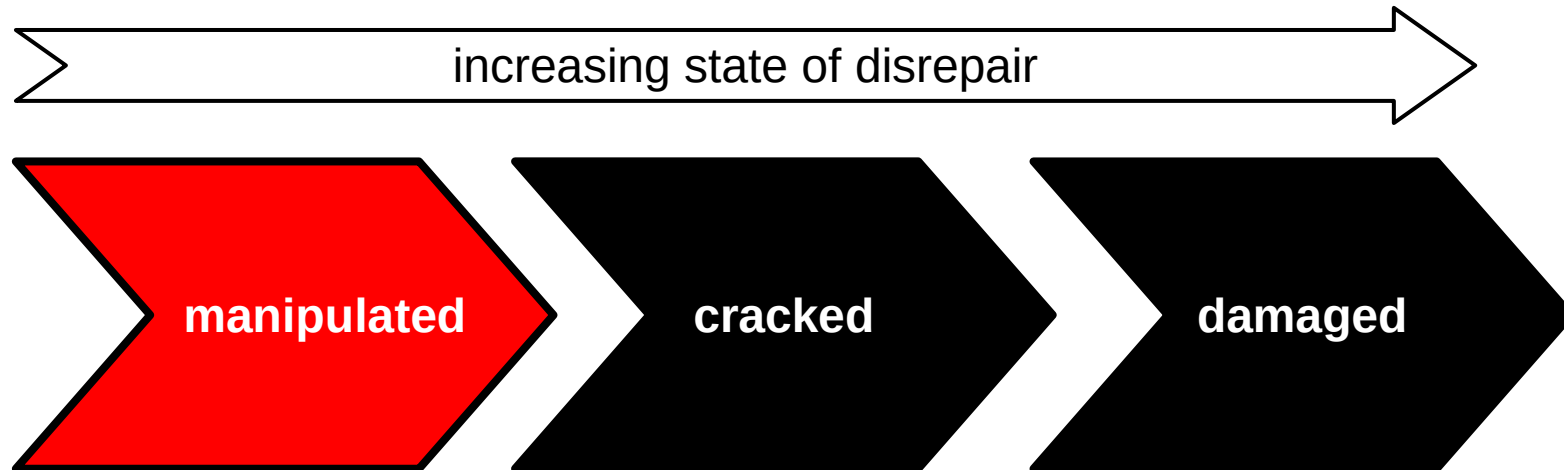 increasing state of disrepair
manipulated
cracked
damaged